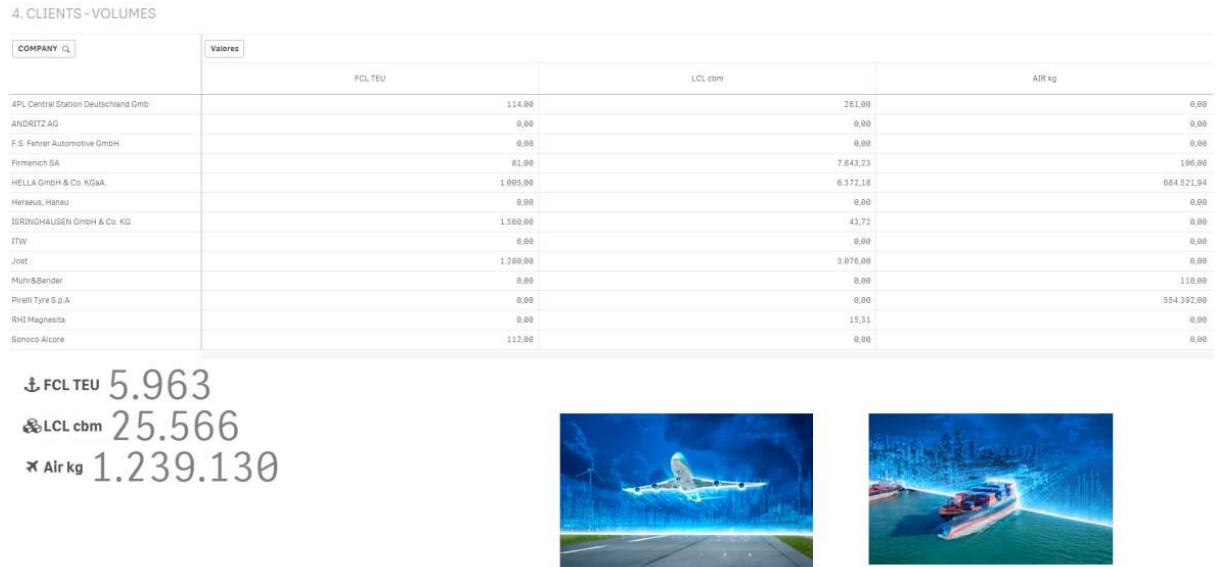 4. CLIENTS - VOLUMES
COMPANY Valores
FCL TEU LCL cbm AIR kg
4PL Central Station Deutschland Gmb 114,00 261,00 0,00
ANDRITZ AG 0,00 0,00 0,00
F.S. Fehrer Automotive GmbH 0,00 0,00 0,00
Firmenich SA 81,00 7.843,23 106,00
HELLA GmbH & Co. KGaA. 1.005,00 6.372,18 684.521,94
Heraeus, Hanau 0,00 0,00 0,00
ISRINGHAUSEN GmbH & Co. KG 1.560,00 43,72 0,00
ITW 6,00 0,00 0,00
Jost 1.280,00 3.076,00 0,00
Muhr&Bender 0,00 0,00 110,00
Pirelli Tyre S.p.A 0,00 0,00 554.392,00
RHI Magnesita 0,00 15,31 0,00
Sonoco Alcore 112,00 0,00 0,00
FCL TEU 5.963
LCL cbm 25.566
Air kg 1.239.130